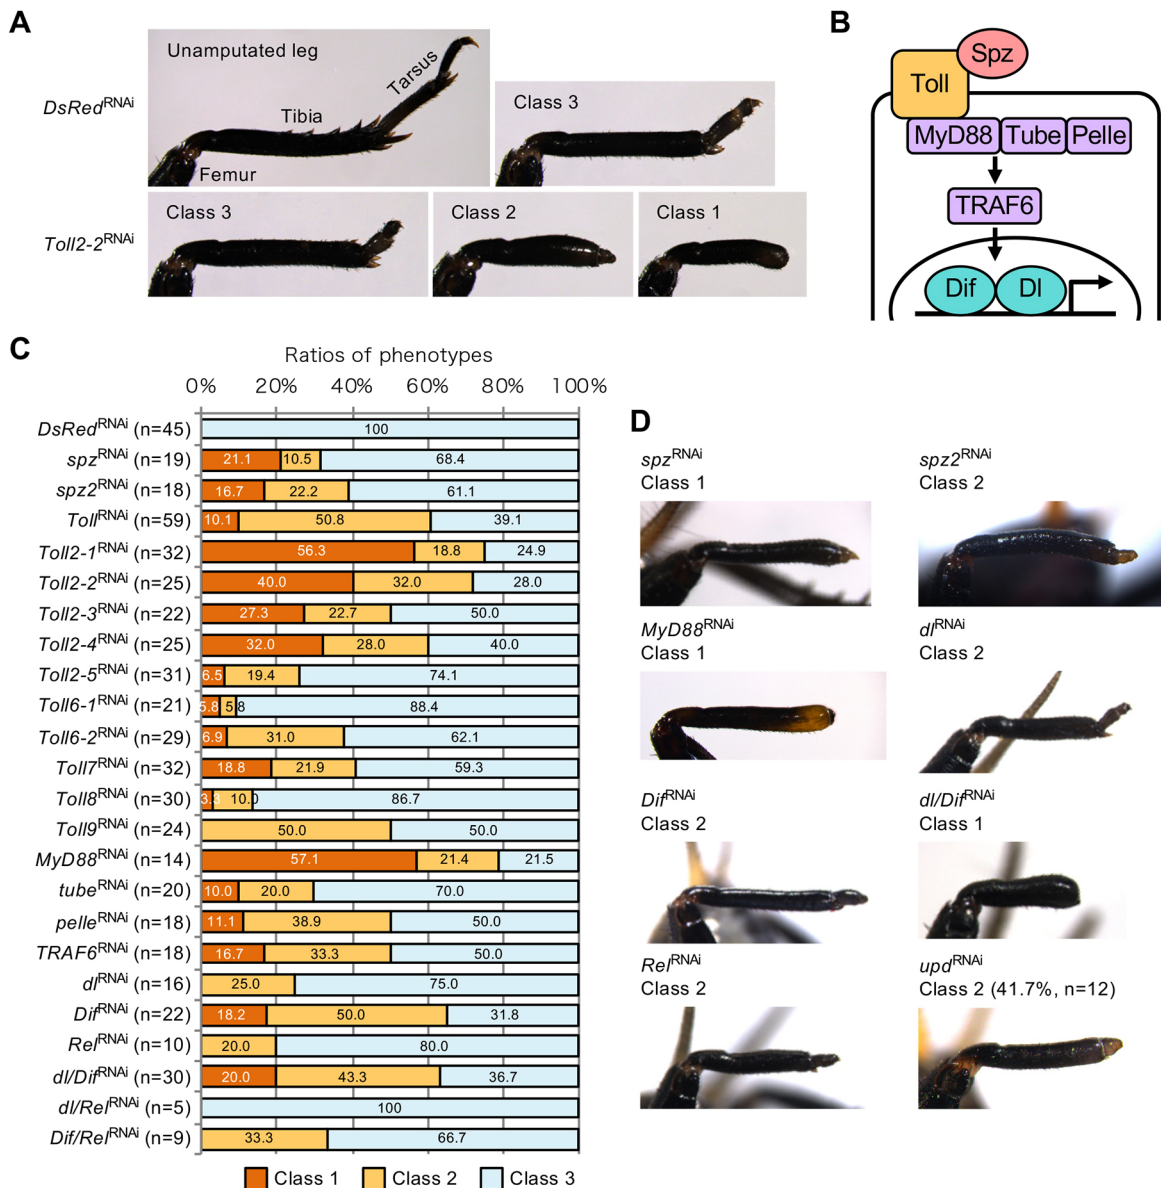 A
Unamputated leg
Tarsus
Tibia
Femur
DsRedRNAi
Class 3
Toll2-2RNAi
Class 3
Class 2
Class 1
B
Spz
Toll
MyD88 Tube Pelle
TRAF6
Dif Dl
C
Ratios of phenotypes
0% 20% 40% 60% 80% 100%
DsRedRNAi (n=45) 100
spzRNAi (n=19) 21.1 10.5 68.4
spz2RNAi (n=18) 16.7 22.2 61.1
TollRNAi (n=59) 10.1 50.8 39.1
Toll2-1RNAi (n=32) 56.3 18.8 24.9
Toll2-2RNAi (n=25) 40.0 32.0 28.0
Toll2-3RNAi (n=22) 27.3 22.7 50.0
Toll2-4RNAi (n=25) 32.0 28.0 40.0
Toll2-5RNAi (n=31) 6.5 19.4 74.1
Toll6-1RNAi (n=21) 5.8 5.8 88.4
Toll6-2RNAi (n=29) 6.9 31.0 62.1
Toll7RNAi (n=32) 18.8 21.9 59.3
Toll8RNAi (n=30) 3.3 10.0 86.7
Toll9RNAi (n=24) 50.0 50.0
MyD88RNAi (n=14) 57.1 21.4 21.5
tubeRNAi (n=20) 10.0 20.0 70.0
pelleRNAi (n=18) 11.1 38.9 50.0
TRAF6RNAi (n=18) 16.7 33.3 50.0
dlRNAi (n=16) 25.0 75.0
DifRNAi (n=22) 18.2 50.0 31.8
RelRNAi (n=10) 20.0 80.0
dl/DifRNAi (n=30) 20.0 43.3 36.7
dl/RelRNAi (n=5) 100
Dif/RelRNAi (n=9) 33.3 66.7
Class 1 Class 2 Class 3
D
spzRNAi
Class 1
spz2RNAi
Class 2
MyD88RNAi
Class 1
dlRNAi
Class 2
DifRNAi
Class 2
dl/DifRNAi
Class 1
RelRNAi
Class 2
updRNAi
Class 2 (41.7%, n=12)